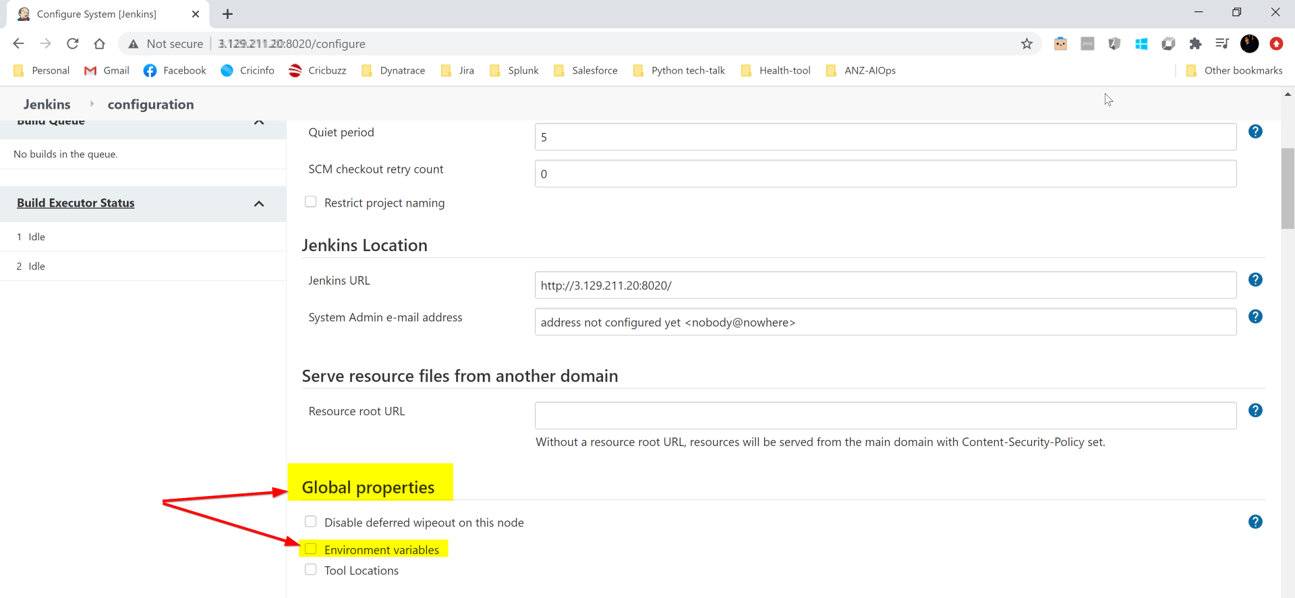 Configure System [Jenkins]
Not secure | 3.129.211.20:8020/configure
Personal Gmail Facebook Cricinfo Cricbuzz Dynatrace Jira Splunk Salesforce Python tech-talk Health-tool ANZ-AIOps Other bookmarks
Jenkins configuration
Build Queue
No builds in the queue.
Build Executor Status
1 Idle
2 Idle
Quiet period
5
SCM checkout retry count
0
Restrict project naming
Jenkins Location
Jenkins URL
http://3.129.211.20:8020/
System Admin e-mail address
address not configured yet <nobody@nowhere>
Serve resource files from another domain
Resource root URL
Without a resource root URL, resources will be served from the main domain with Content-Security-Policy set.
Global properties
Disable deferred wipeout on this node
Environment variables
Tool Locations